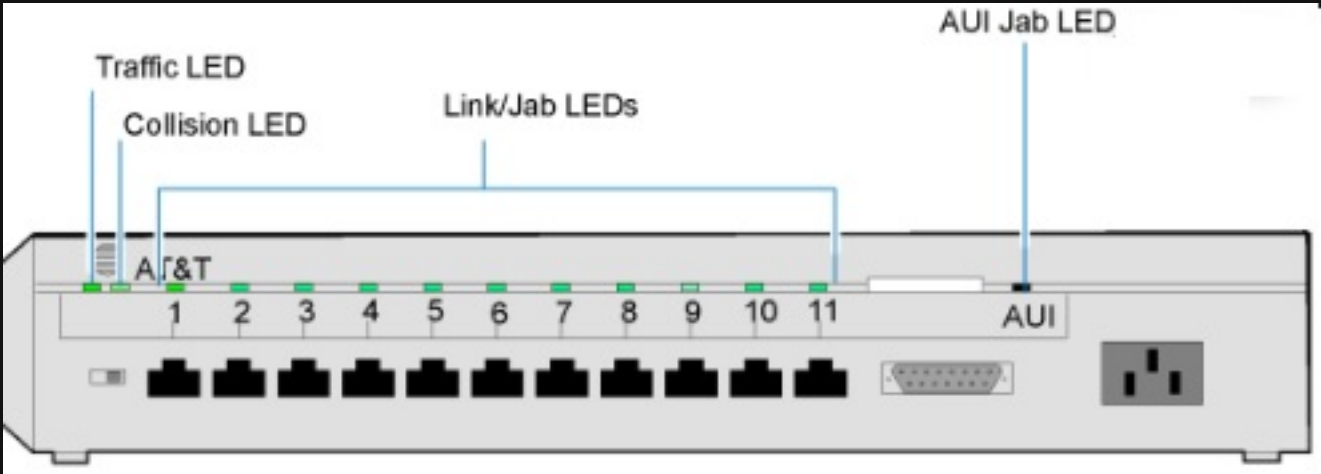 AUI Jab LED
Traffic LED
Link/Jab LEDs
Collision LED
AT&T
1 2 3 4 5 6 7 8 9 10 11 AUI